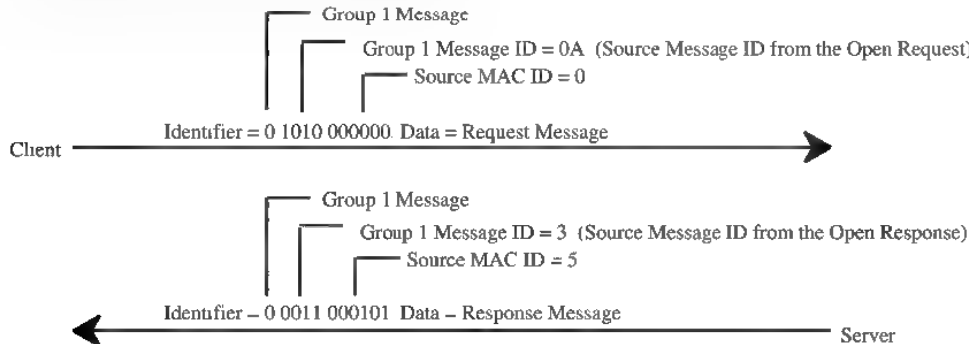 Group 1 Message
Group 1 Message ID = 0A (Source Message ID from the Open Request)
Source MAC ID = 0
Identifier = 0 1010 000000 Data = Request Message
Client
Group 1 Message
Group 1 Message ID = 3 (Source Message ID from the Open Response)
Source MAC ID = 5
Identifier – 0 0011 000101 Data – Response Message
Server